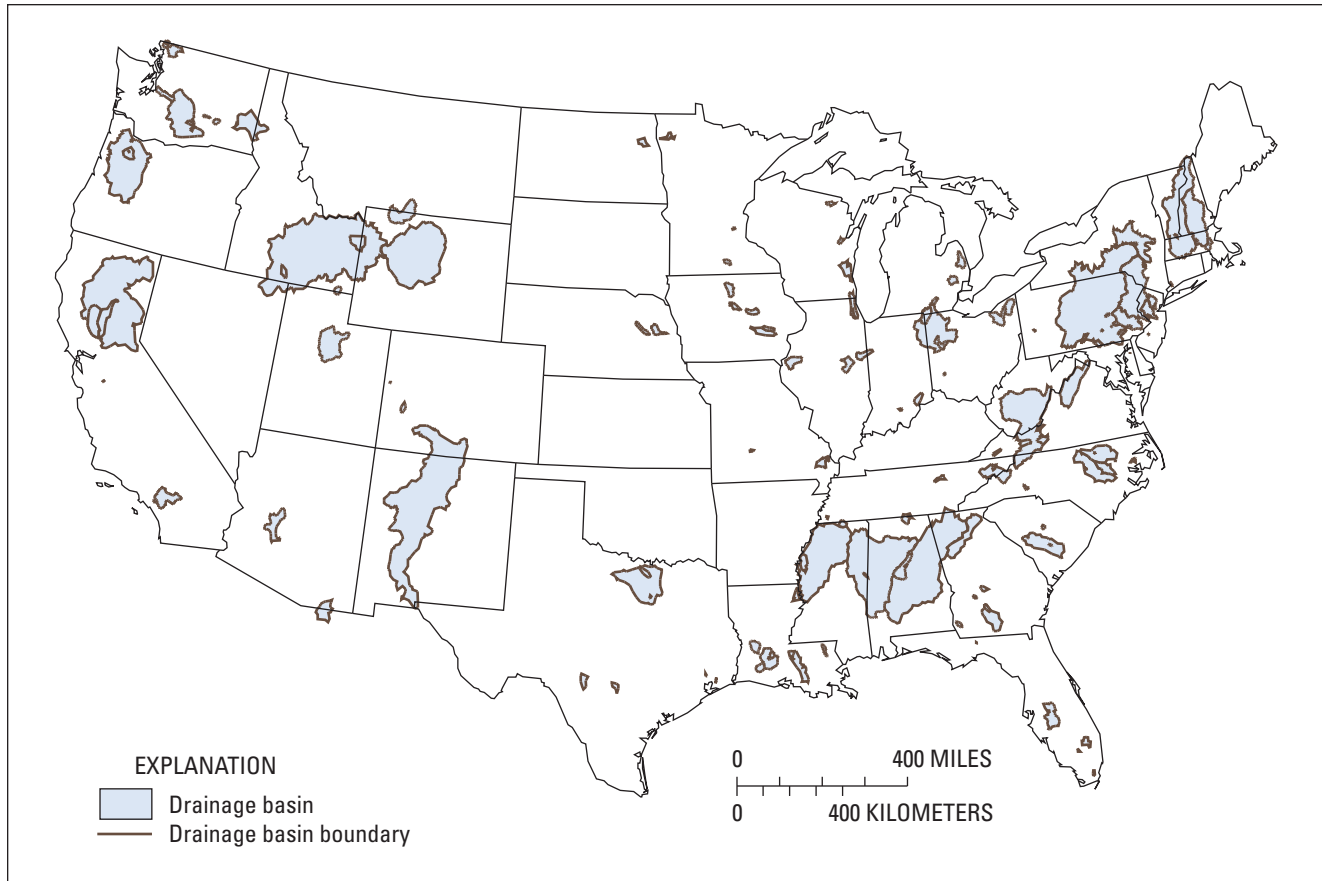 EXPLANATION
Drainage basin
Drainage basin boundary
0 400 MILES
0 400 KILOMETERS